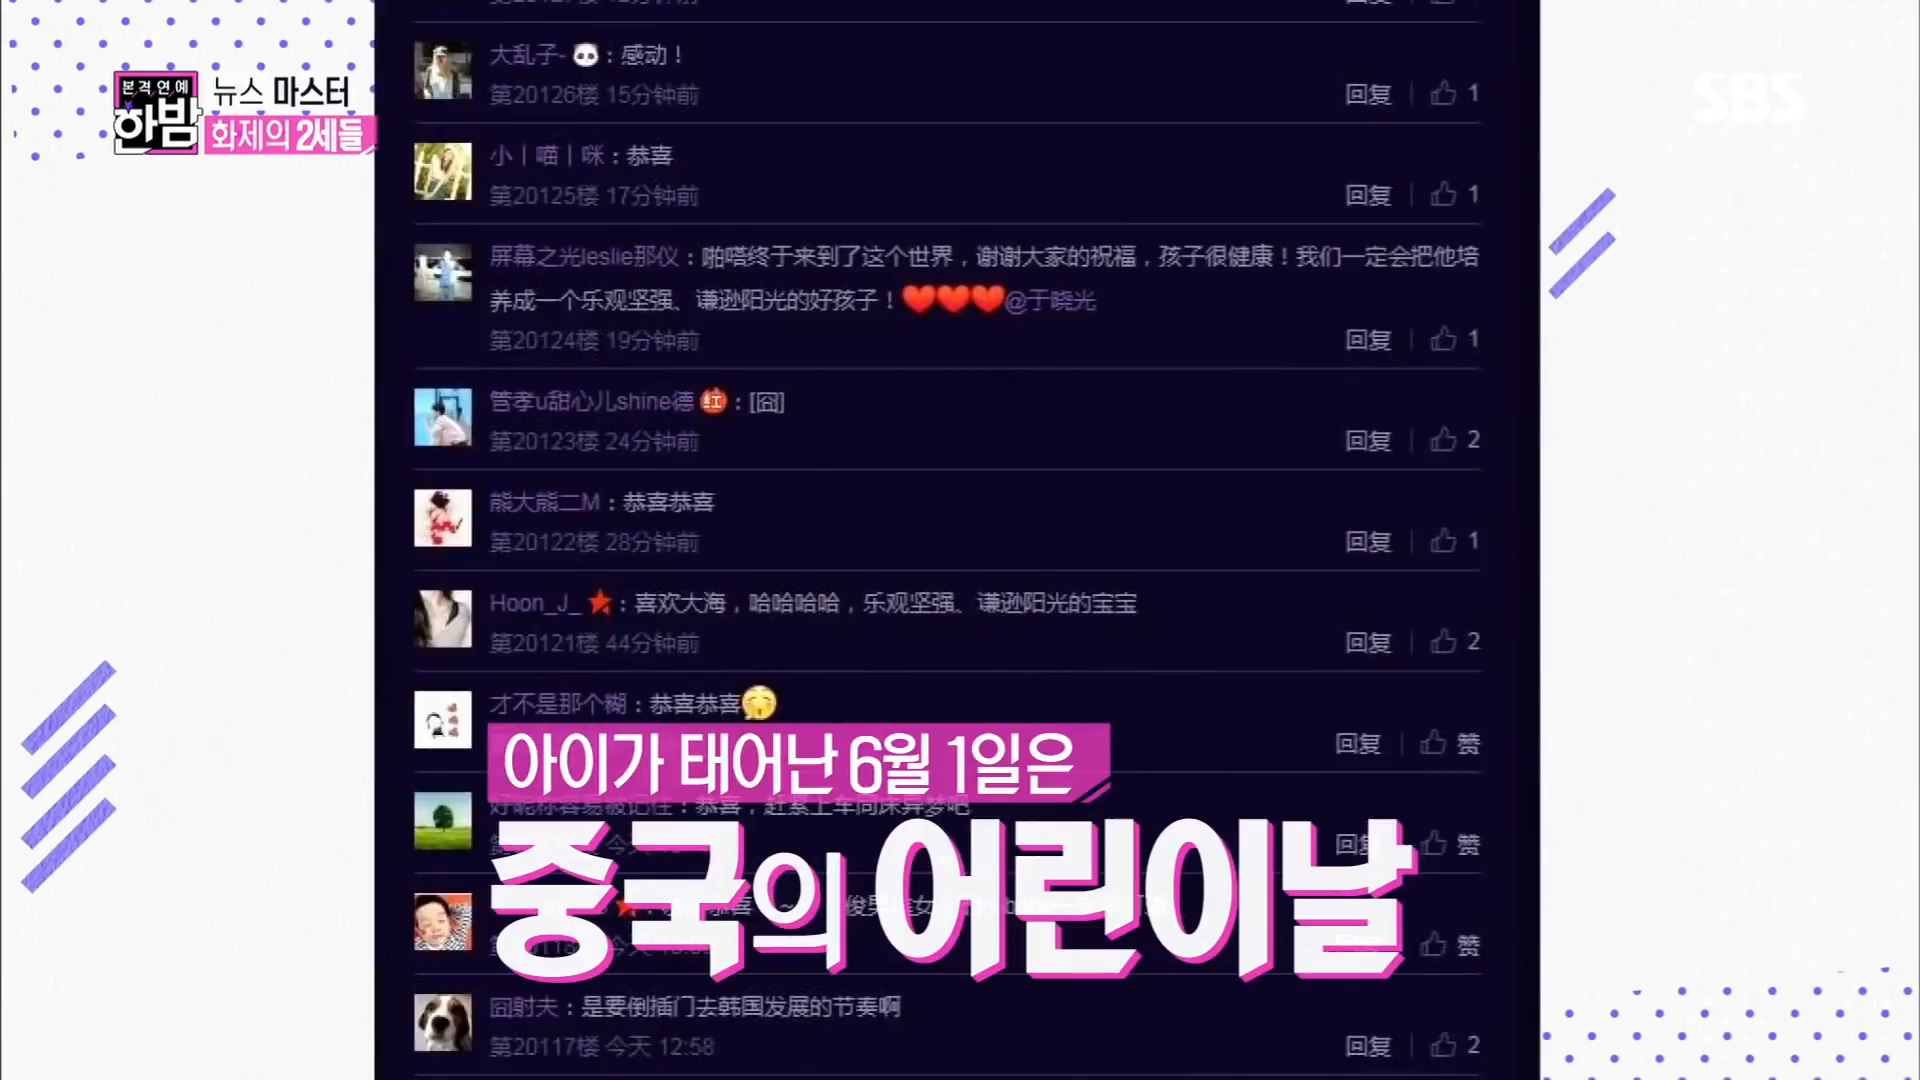 大乱子-：感动！
第20126楼 15分钟前
回复 1
小丨喵丨咪：恭喜
第20125楼 17分钟前
回复 1
屏幕之光leslie那仪：啪嗒终于来到了这个世界，谢谢大家的祝福，孩子很健康！我们一定会把他培
养成一个乐观坚强、谦逊阳光的好孩子！❤❤❤@于晓光
第20124楼 19分钟前
回复 1
管孝u甜心儿shine德 红：[囧]
第20123楼 24分钟前
回复 2
熊大熊二M：恭喜恭喜
第20122楼 28分钟前
回复 1
Hoon_J_：喜欢大海，哈哈哈哈，乐观坚强、谦逊阳光的宝宝
第20121楼 44分钟前
回复 2
才不是那个糊：恭喜恭喜
回复 赞
아이가 태어난 6월 1일은
중국의 어린이날
赞
赞
囧射夫：是要倒插门去韩国发展的节奏啊
第20117楼 今天 12:58
回复 2
본격연예
한밤
뉴스 마스터
화제의 2세들
SBS